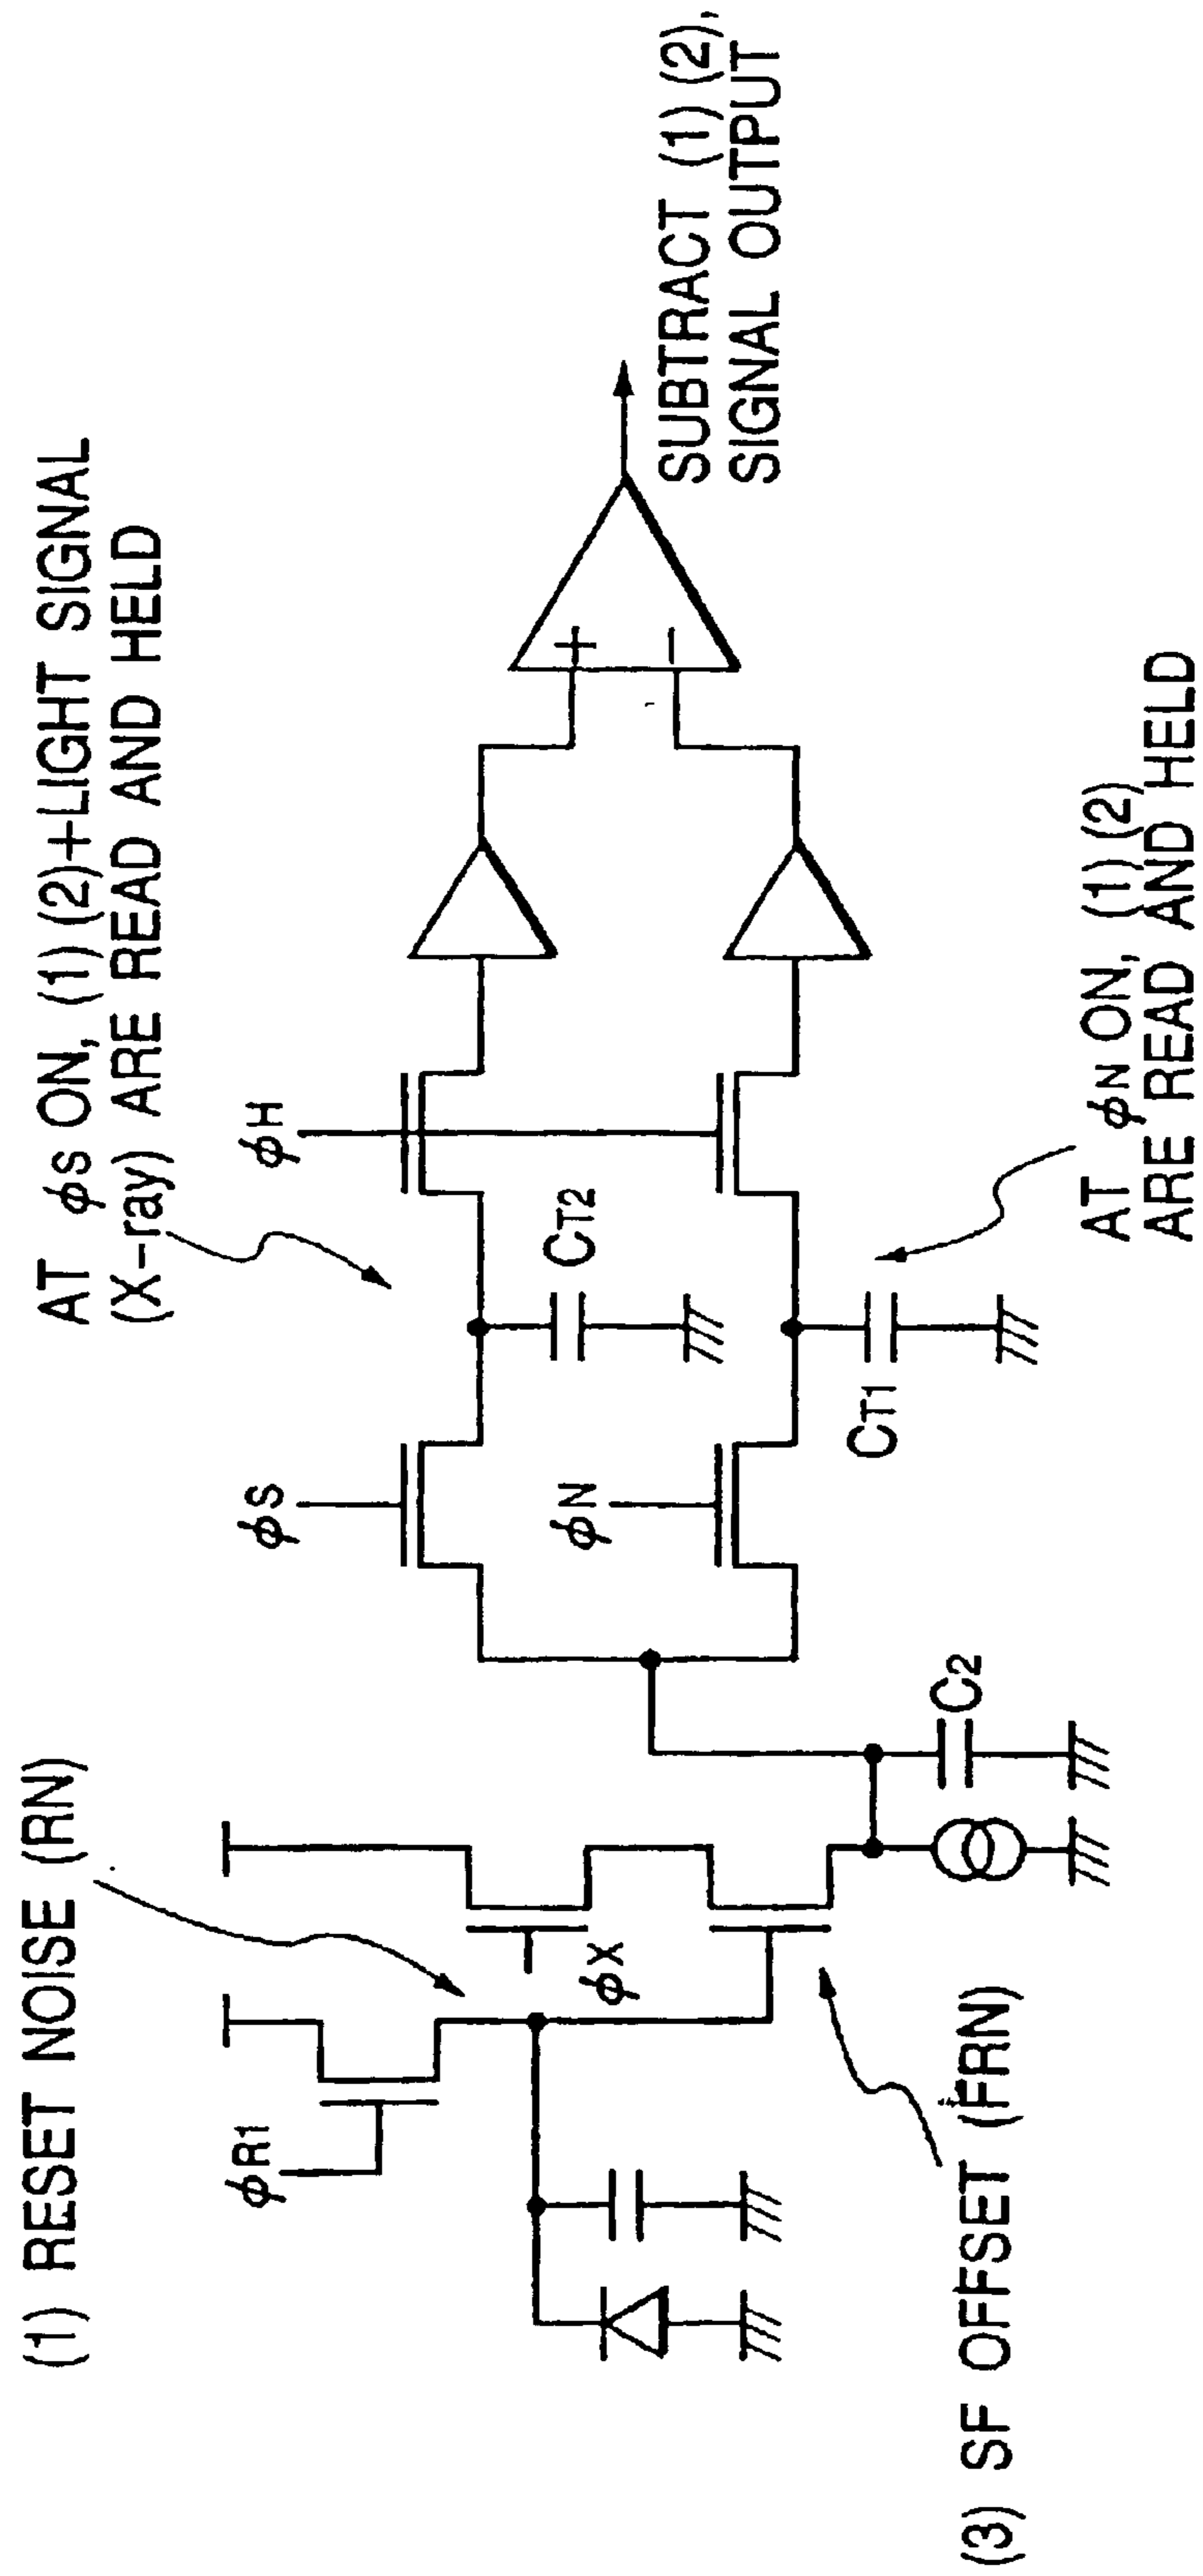 (1) RESET NOISE (RN)
AT ϕS ON, (1) (2)+LIGHT SIGNAL
(X-ray) ARE READ AND HELD
ϕR1
ϕX
ϕS
ϕH
ϕN
CT2
CT1
C2
+
−
SUBTRACT (1) (2),
SIGNAL OUTPUT
(3) SF OFFSET (FRN)
AT ϕN ON, (1) (2)
ARE READ AND HELD